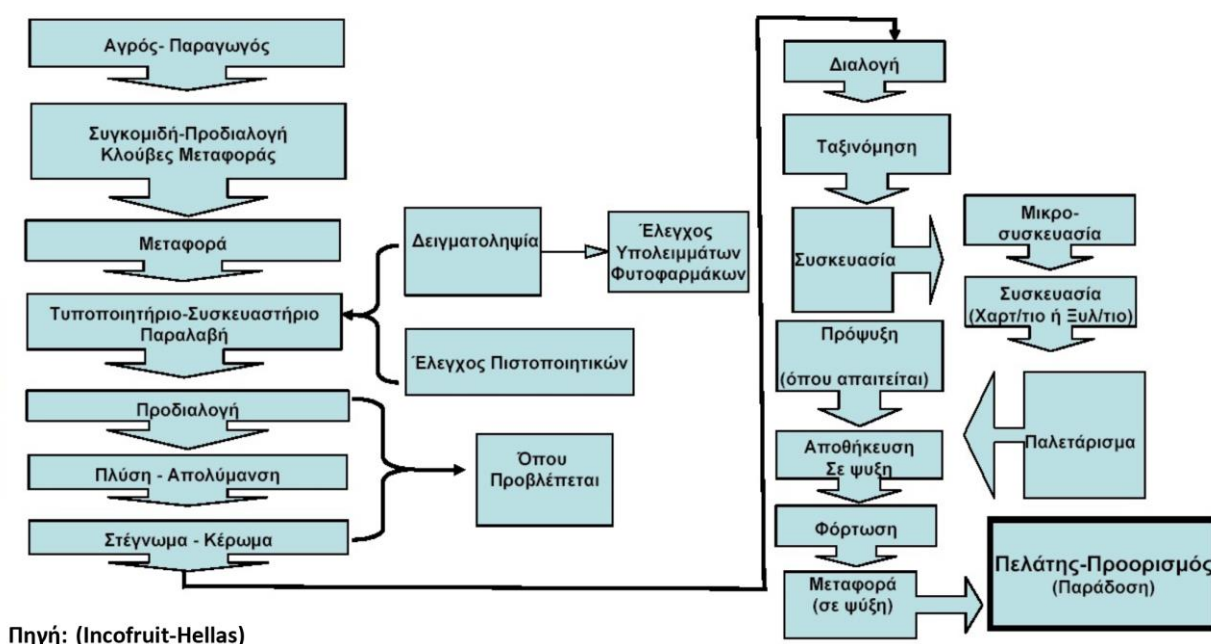 Αγρός- Παραγωγός
Συγκομιδή-Προδιαλογή
Κλούβες Μεταφοράς
Μεταφορά
Τυποποιητήριο-Συσκευαστήριο
Παραλαβή
Δειγματοληψία
Έλεγχος
Υπολειμμάτων
Φυτοφαρμάκων
Έλεγχος Πιστοποιητικών
Προδιαλογή
Πλύση - Απολύμανση
Στέγνωμα - Κέρωμα
Όπου
Προβλέπεται
Διαλογή
Ταξινόμηση
Συσκευασία
Μικρο-
συσκευασία
Συσκευασία
(Χαρτ/τιο ή Ξυλ/τιο)
Παλετάρισμα
Πρόψυξη
(όπου απαιτείται)
Αποθήκευση
Σε ψυξη
Φόρτωση
Μεταφορά
(σε ψύξη)
Πελάτης-Προορισμός
(Παράδοση)
Πηγή: (Incofruit-Hellas)